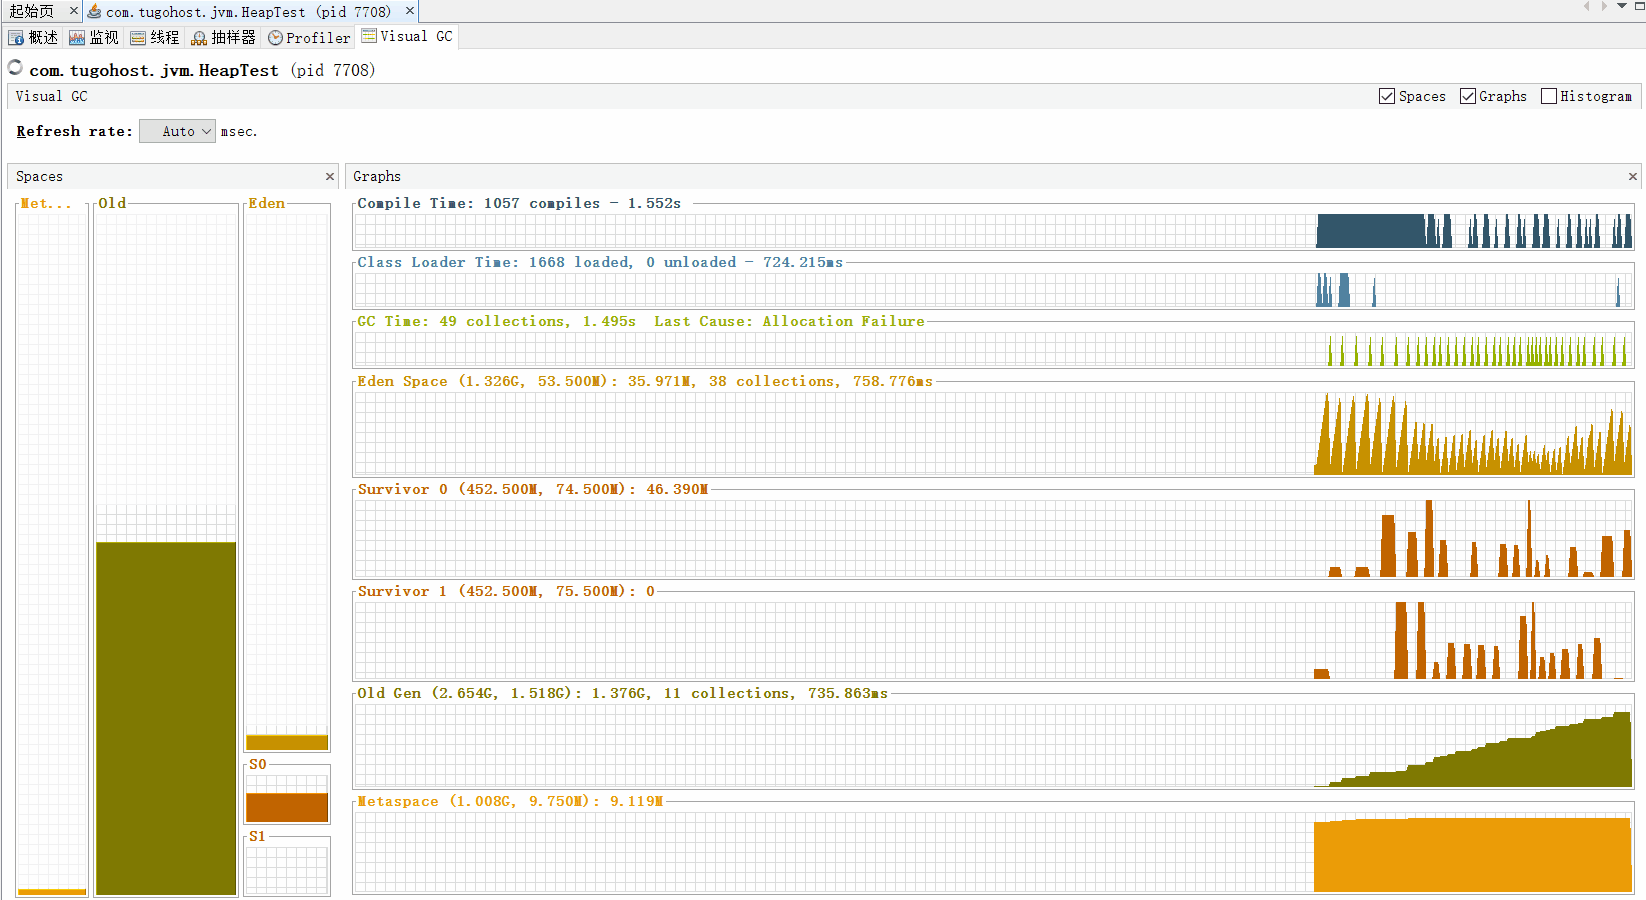 起始页 com.tugohost.jvm.HeapTest (pid 7708)
概述 监视 线程 抽样器 Profiler Visual GC
com.tugohost.jvm.HeapTest (pid 7708)
Visual GC Spaces Graphs Histogram
Refresh rate: Auto msec.
Spaces Graphs
Met... Old Eden
S0
S1
Compile Time: 1057 compiles - 1.552s
Class Loader Time: 1668 loaded, 0 unloaded - 724.215ms
GC Time: 49 collections, 1.495s Last Cause: Allocation Failure
Eden Space (1.326G, 53.500M): 35.971M, 38 collections, 758.776ms
Survivor 0 (452.500M, 74.500M): 46.390M
Survivor 1 (452.500M, 75.500M): 0
Old Gen (2.654G, 1.518G): 1.376G, 11 collections, 735.863ms
Metaspace (1.008G, 9.750M): 9.119M